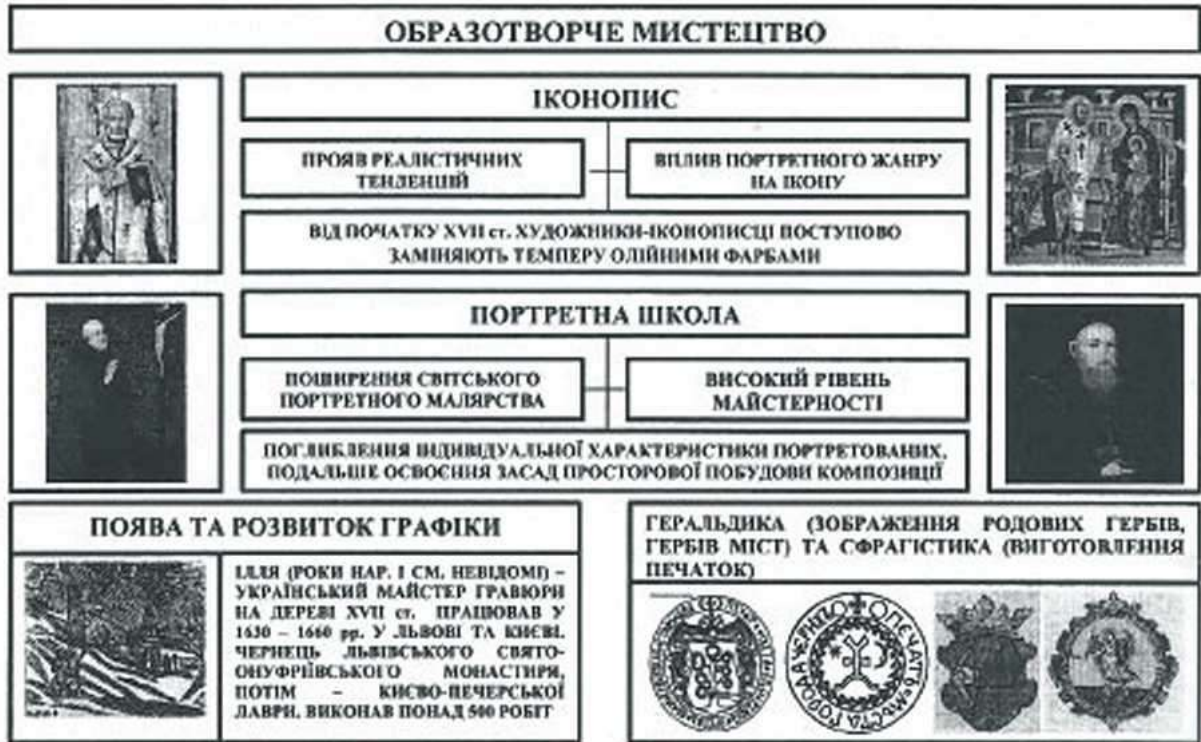 ОБРАЗОТВОРЧЕ МИСТЕЦТВО
ІКОНОПИС
ПРОЯВ РЕАЛІСТИЧНИХ
ТЕНДЕНЦІЙ
ВПЛИВ ПОРТРЕТНОГО ЖАНРУ
НА ІКОНУ
ВІД ПОЧАТКУ XVII ст. ХУДОЖНИКИ-ІКОНОПИСЦІ ПОСТУПОВО
ЗАМІНЯЮТЬ ТЕМПЕРУ ОЛІЙНИМИ ФАРБАМИ
ПОРТРЕТНА ШКОЛА
ПОШИРЕННЯ СВІТСЬКОГО
ПОРТРЕТНОГО МАЛЯРСТВА
ВИСОКИЙ РІВЕНЬ
МАЙСТЕРНОСТІ
ПОГЛИБЛЕННЯ ІНДИВІДУАЛЬНОЇ ХАРАКТЕРИСТИКИ ПОРТРЕТОВАНИХ,
ПОДАЛЬШЕ ОСВОЄННЯ ЗАСАД ПРОСТОРОВОЇ ПОБУДОВИ КОМПОЗИЦІЇ
ПОЯВА ТА РОЗВИТОК ГРАФІКИ
ІЛЛЯ (РОКИ НАР. І СМ. НЕВІДОМІ) –
УКРАЇНСЬКИЙ МАЙСТЕР ГРАВЮРИ
НА ДЕРЕВІ XVII ст. ПРАЦЮВАВ У
1630 – 1660 рр. У ЛЬВОВІ ТА КИЄВІ.
ЧЕРНЕЦЬ ЛЬВІВСЬКОГО СВЯТО-
ОНУФРІЇВСЬКОГО МОНАСТИРЯ,
ПОТІМ – КИЄВО-ПЕЧЕРСЬКОЇ
ЛАВРИ. ВИКОНАВ ПОНАД 500 РОБІТ
ГЕРАЛЬДИКА (ЗОБРАЖЕННЯ РОДОВИХ ГЕРБІВ,
ГЕРБІВ МІСТ) ТА СФРАГІСТИКА (ВИГОТОВЛЕННЯ
ПЕЧАТОК)